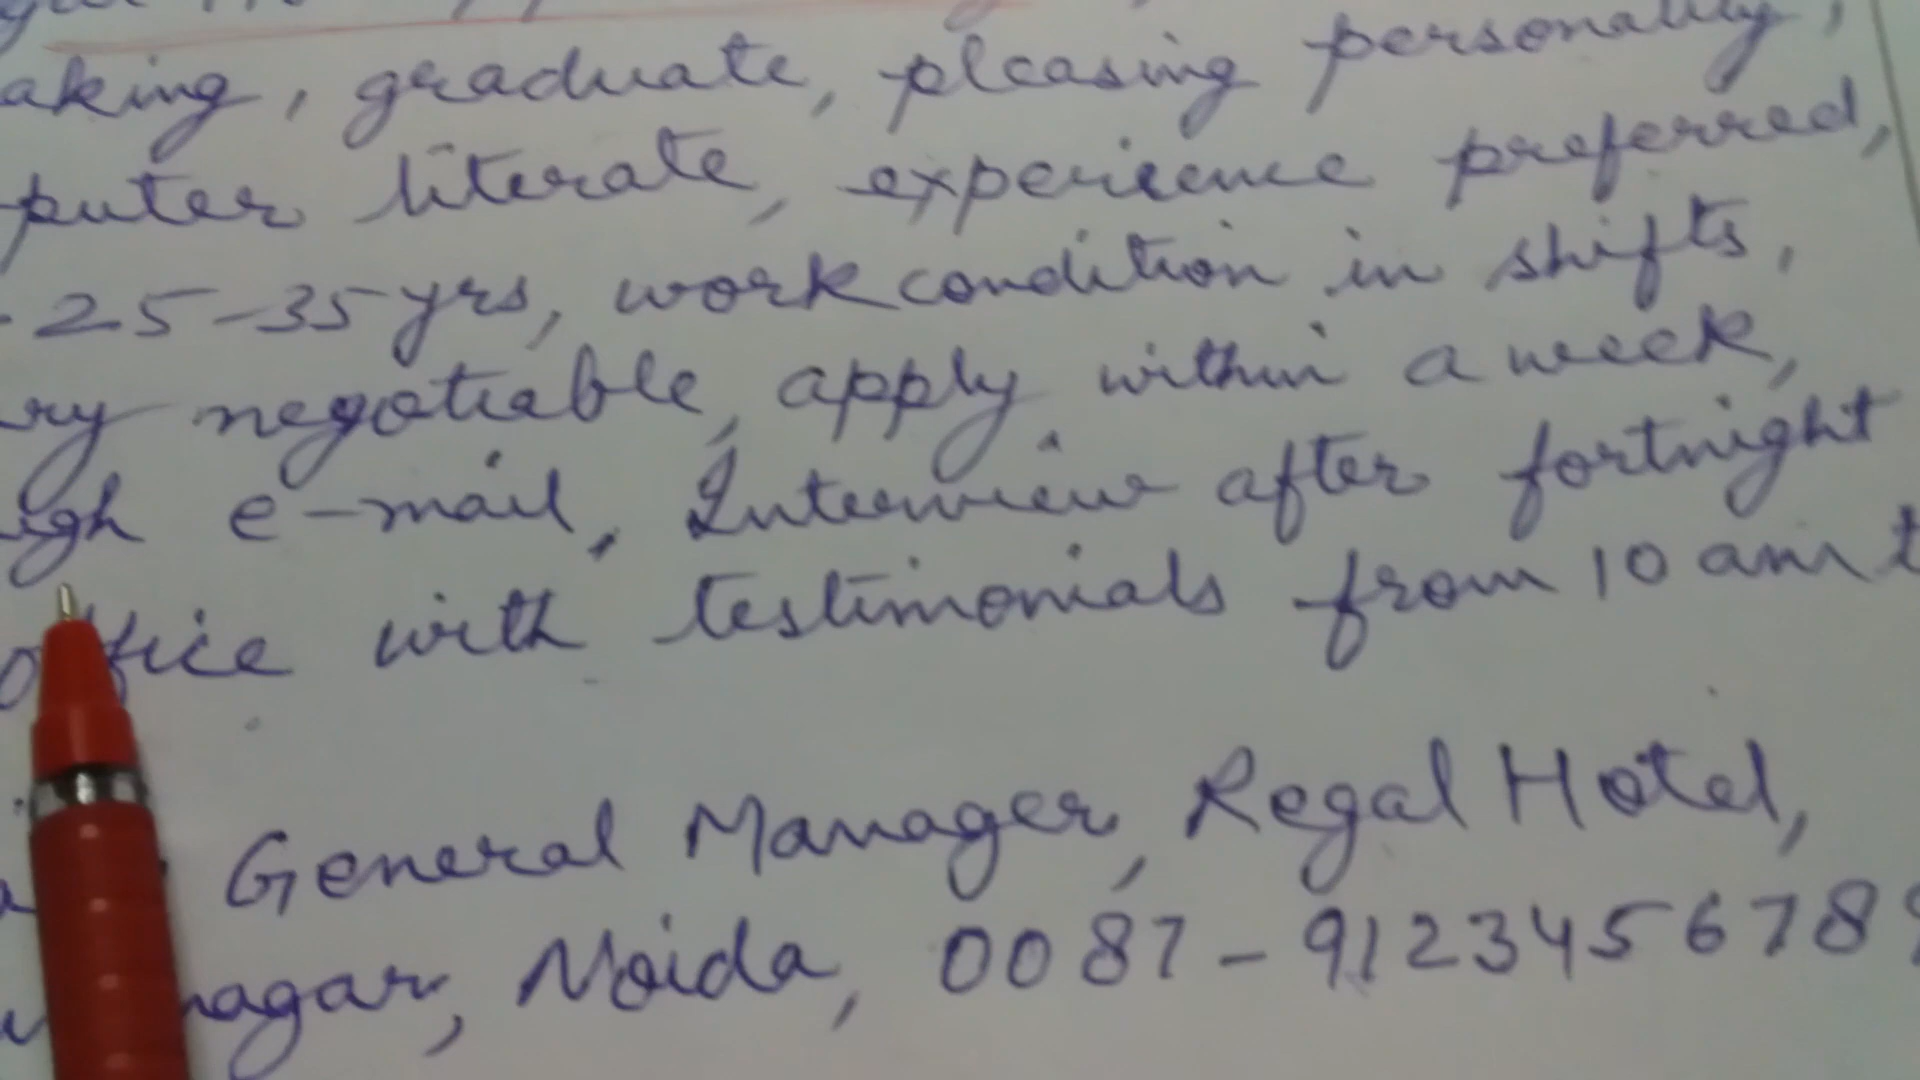 aking, graduate, pleasing personality,
puter literate, experience preferred,
25-35 yrs, work condition in shifts,
ry negotiable, apply within a week,
gh e-mail, Interview after fortnight
office with testimonials from 10 am t
General Manager, Regal Hotel,
nagar, Noida, 0087-912345678